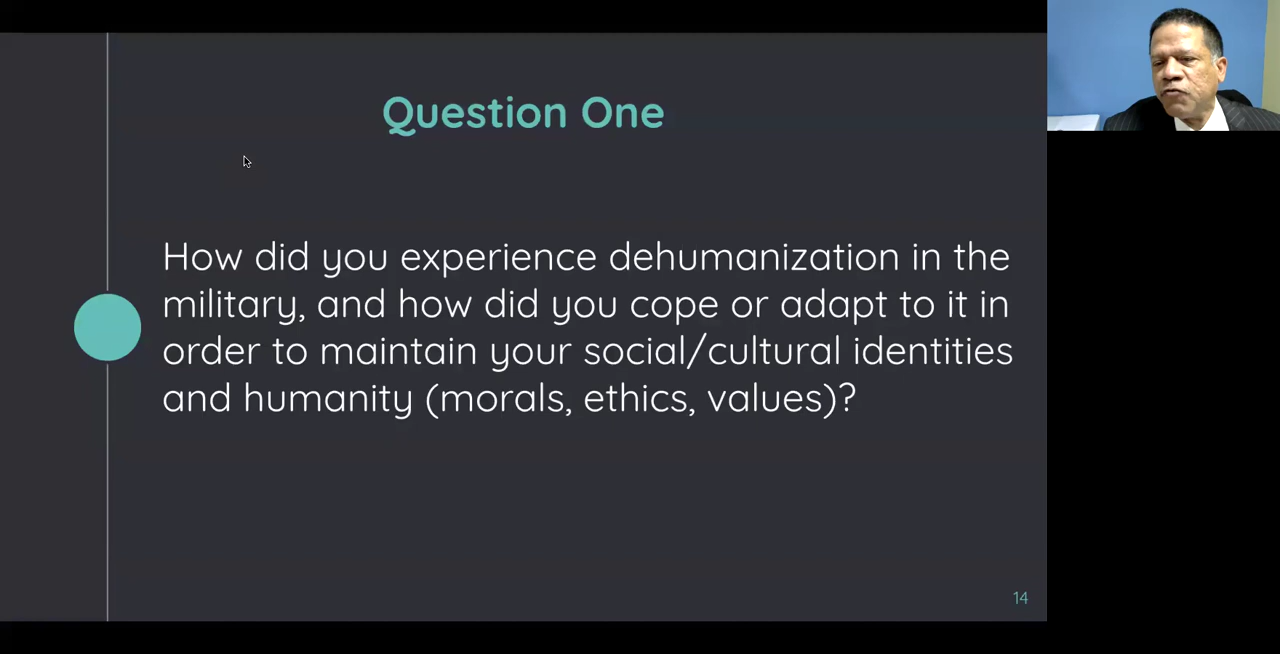 Question One
How did you experience dehumanization in the
military, and how did you cope or adapt to it in
order to maintain your social/cultural identities
and humanity (morals, ethics, values)?
14